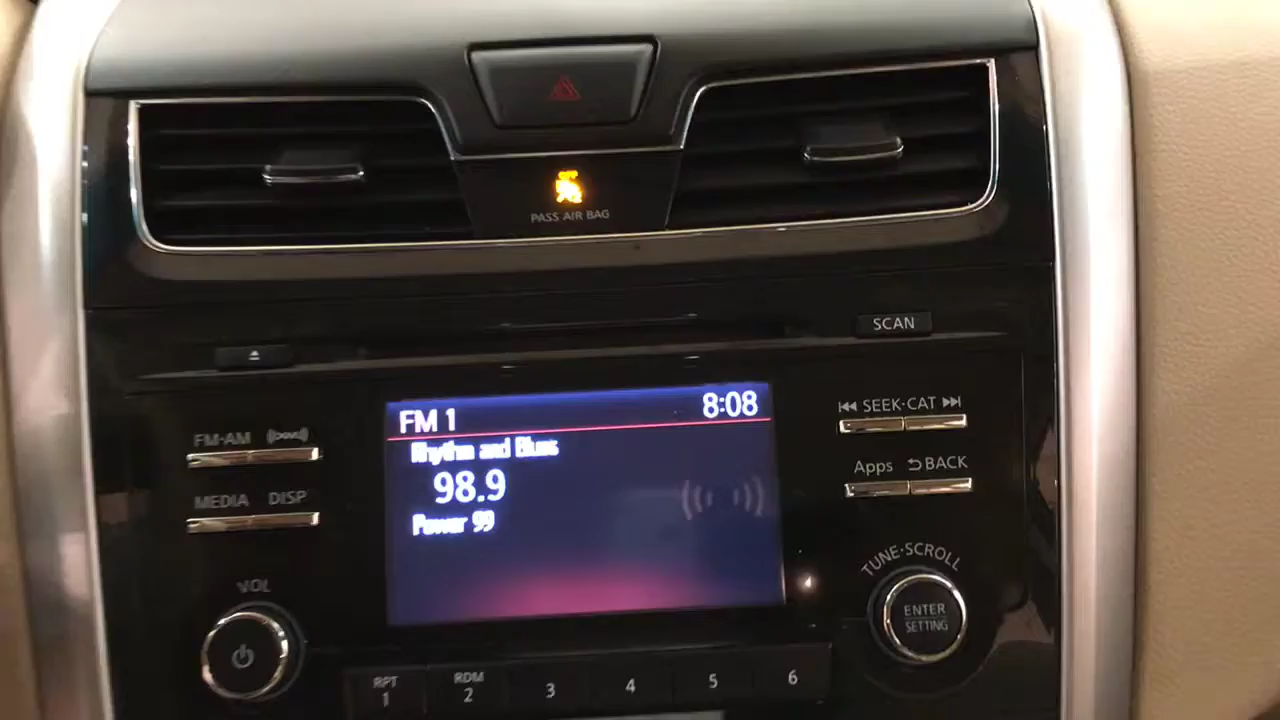 PASS AIR BAG
SCAN
FM 1 8:08
Rhythm and Blues
98.9
Power 99
FM·AM
MEDIA DISP
VOL
SEEK·CAT
Apps BACK
TUNE·SCROLL
ENTER
SETTING
RPT
1
RDM
2
3
4
5
6